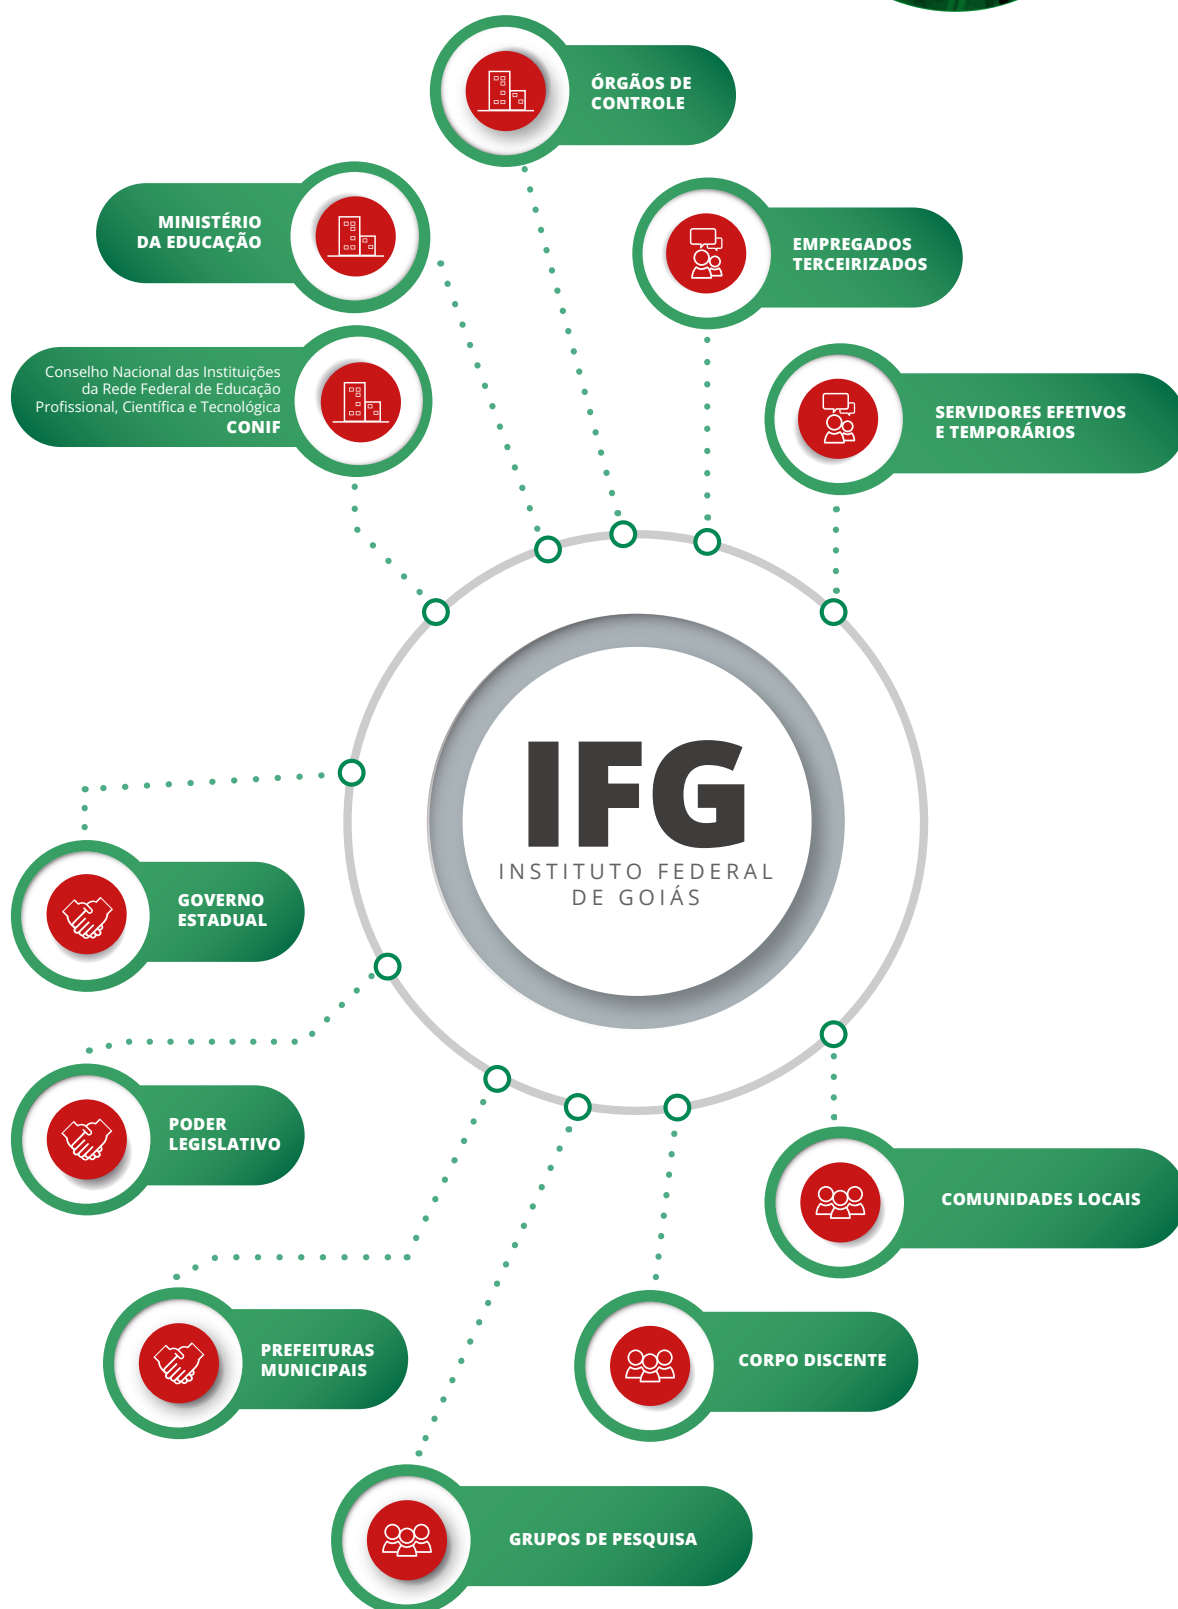 ÓRGÃOS DE
CONTROLE
MINISTÉRIO
DA EDUCAÇÃO
EMPREGADOS
TERCEIRIZADOS
Conselho Nacional das Instituições
da Rede Federal de Educação
Profissional, Científica e Tecnológica
CONIF
SERVIDORES EFETIVOS
E TEMPORÁRIOS
IFG
INSTITUTO FEDERAL
DE GOIÁS
GOVERNO
ESTADUAL
PODER
LEGISLATIVO
COMUNIDADES LOCAIS
PREFEITURAS
MUNICIPAIS
CORPO DISCENTE
GRUPOS DE PESQUISA